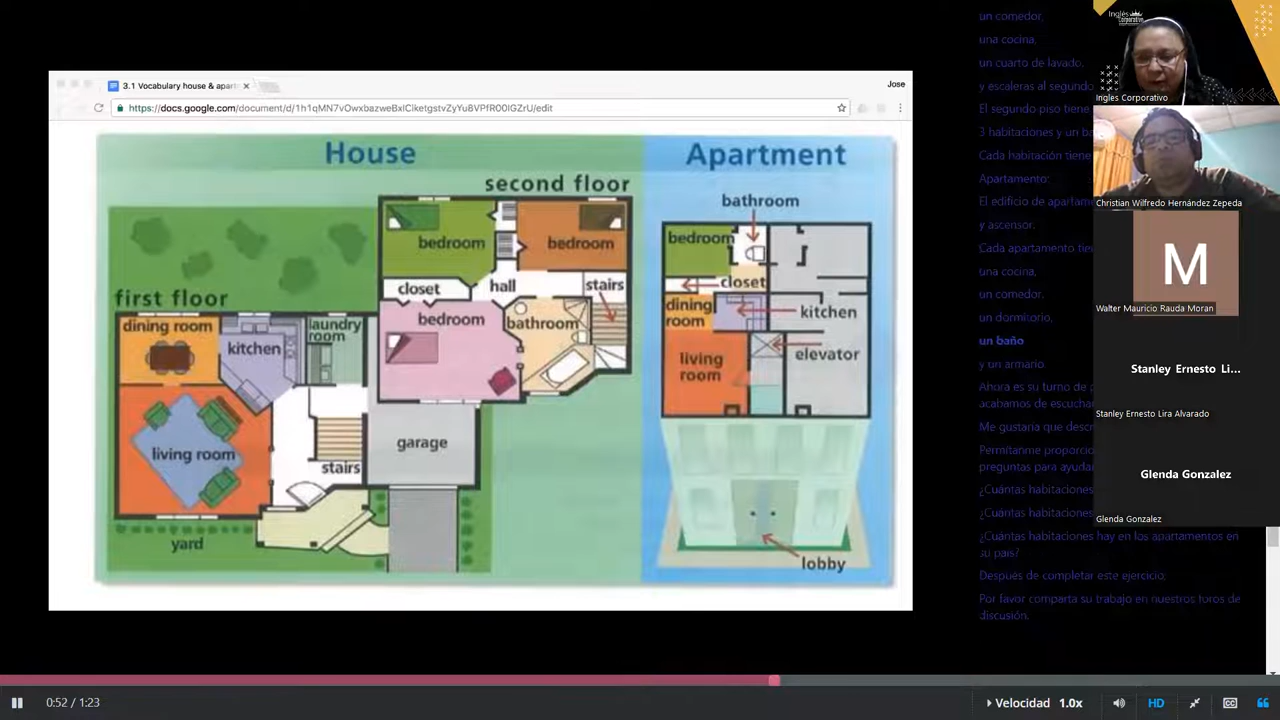 3.1 Vocabulary house & apart
Jose
https://docs.google.com/document/d/1h1qMN7vOwxbazweBxlCiketgstvZyYu8VPfR00lGZrU/edit
House
Apartment
second floor
bathroom
bedroom
bedroom
bedroom
closet
hall
stairs
closet
first floor
dining room
kitchen
laundry
room
bedroom
bathroom
dining
room
kitchen
living
room
elevator
living room
garage
stairs
yard
lobby
un comedor,
una cocina,
un cuarto de lavado,
y escaleras al segundo
El segundo piso tiene
3 habitaciones y un ba
Cada habitación tiene
Apartamento:
El edificio de apartam
y ascensor.
Cada apartamento tie
una cocina,
un comedor.
un dormitorio,
un baño
y un armario.
Ahora es su turno de
acabamos de escucha
Me gustaría que descr
Permítanme proporcio
preguntas para ayudar
¿Cuántas habitaciones
¿Cuántas habitaciones
¿Cuántas habitaciones hay en los apartamentos en
su país?
Después de completar este ejercicio,
Por favor comparta su trabajo en nuestros foros de
discusión.
Inglés
Corporativo
Ingles Corporativo
Christian Wilfredo Hernández Zepeda
M
Walter Mauricio Rauda Moran
Stanley Ernesto Li...
Stanley Ernesto Lira Alvarado
Glenda Gonzalez
Glenda Gonzalez
0:52 / 1:23
Velocidad 1.0x
HD
CC